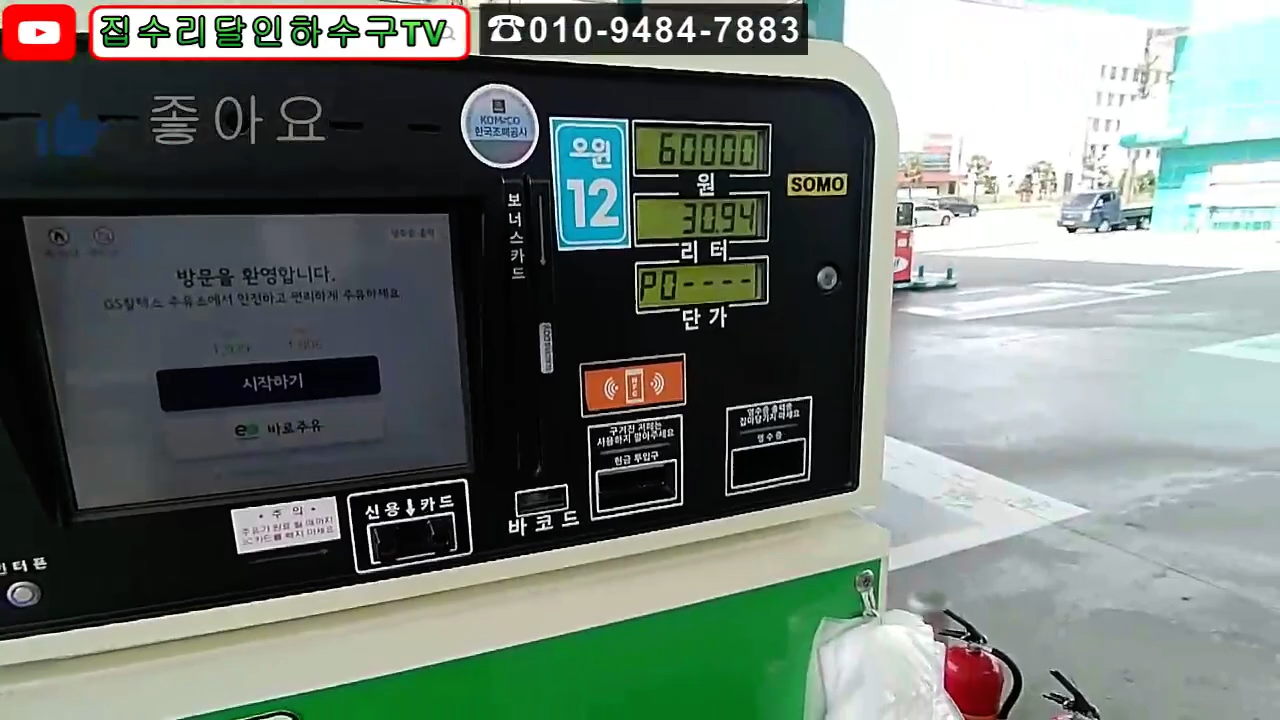 집수리달인하수구TV
☎010-9484-7883
좋아요
KOMSCO
한국조폐공사
오일
12
60000
원
30.94
리터
P0----
단가
SOMO
보너스카드
방문을 환영합니다.
GS칼텍스 주유소에서 안전하고 편리하게 주유하세요
시작하기
바로주유
NFC
구겨진 지폐는
사용하지 말아주세요
현금 투입구
영수증
바코드
신용↓카드
• 주 의 •
인터폰